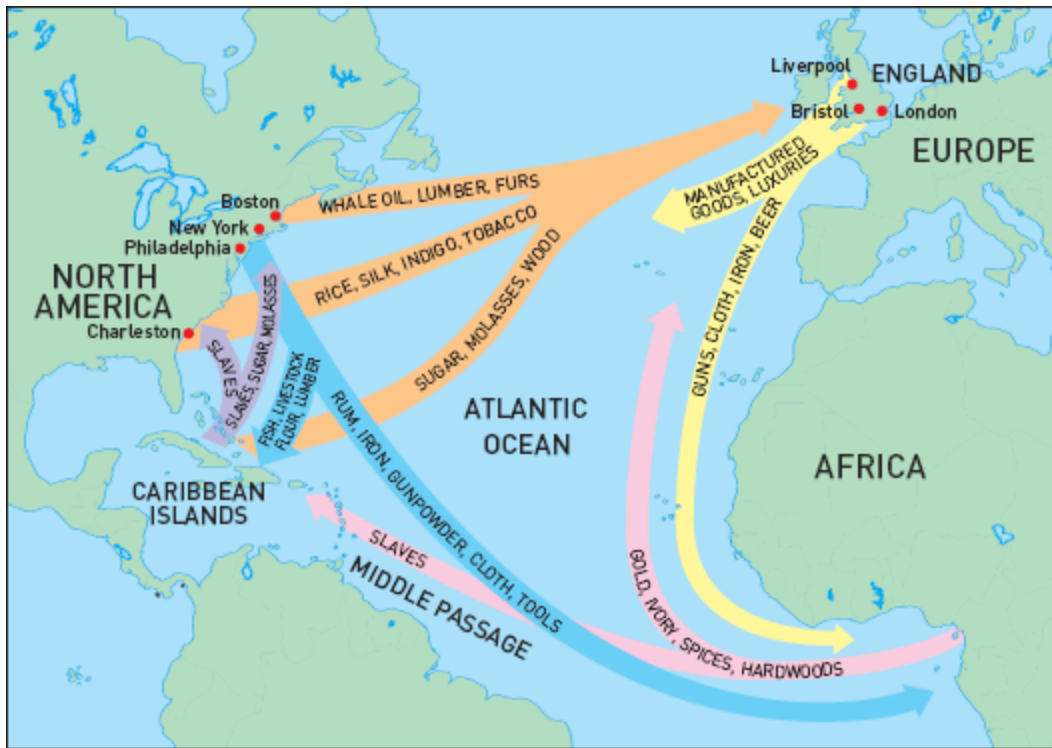 Liverpool
ENGLAND
Bristol
London
EUROPE
MANUFACTURED
GOODS, LUXURIES
WHALE OIL, LUMBER, FURS
Boston
New York
Philadelphia
RICE, SILK, INDIGO, TOBACCO
NORTH
AMERICA
Charleston
SUGAR, MOLASSES, WOOD
GUNS, CLOTH, IRON, BEER
SLAVES
SLAVES, SUGAR, MOLASSES
FISH, LIVESTOCK
FLOUR, LUMBER
RUM, IRON, GUNPOWDER, CLOTH, TOOLS
ATLANTIC
OCEAN
AFRICA
CARIBBEAN
ISLANDS
SLAVES
MIDDLE PASSAGE
GOLD, IVORY, SPICES, HARDWOODS